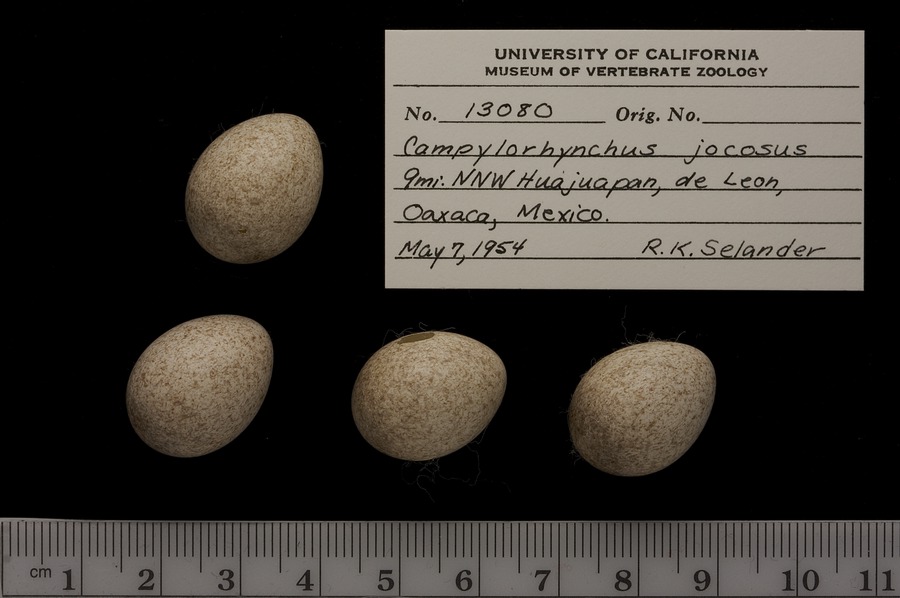 UNIVERSITY OF CALIFORNIA
MUSEUM OF VERTEBRATE ZOOLOGY
No. 13080 Orig. No.
Campylorhynchus jocosus
9mi. NNW Huajuapan, de Leon,
Oaxaca, Mexico.
May 7, 1954 R.K. Selander
cm 1 2 3 4 5 6 7 8 9 10 11